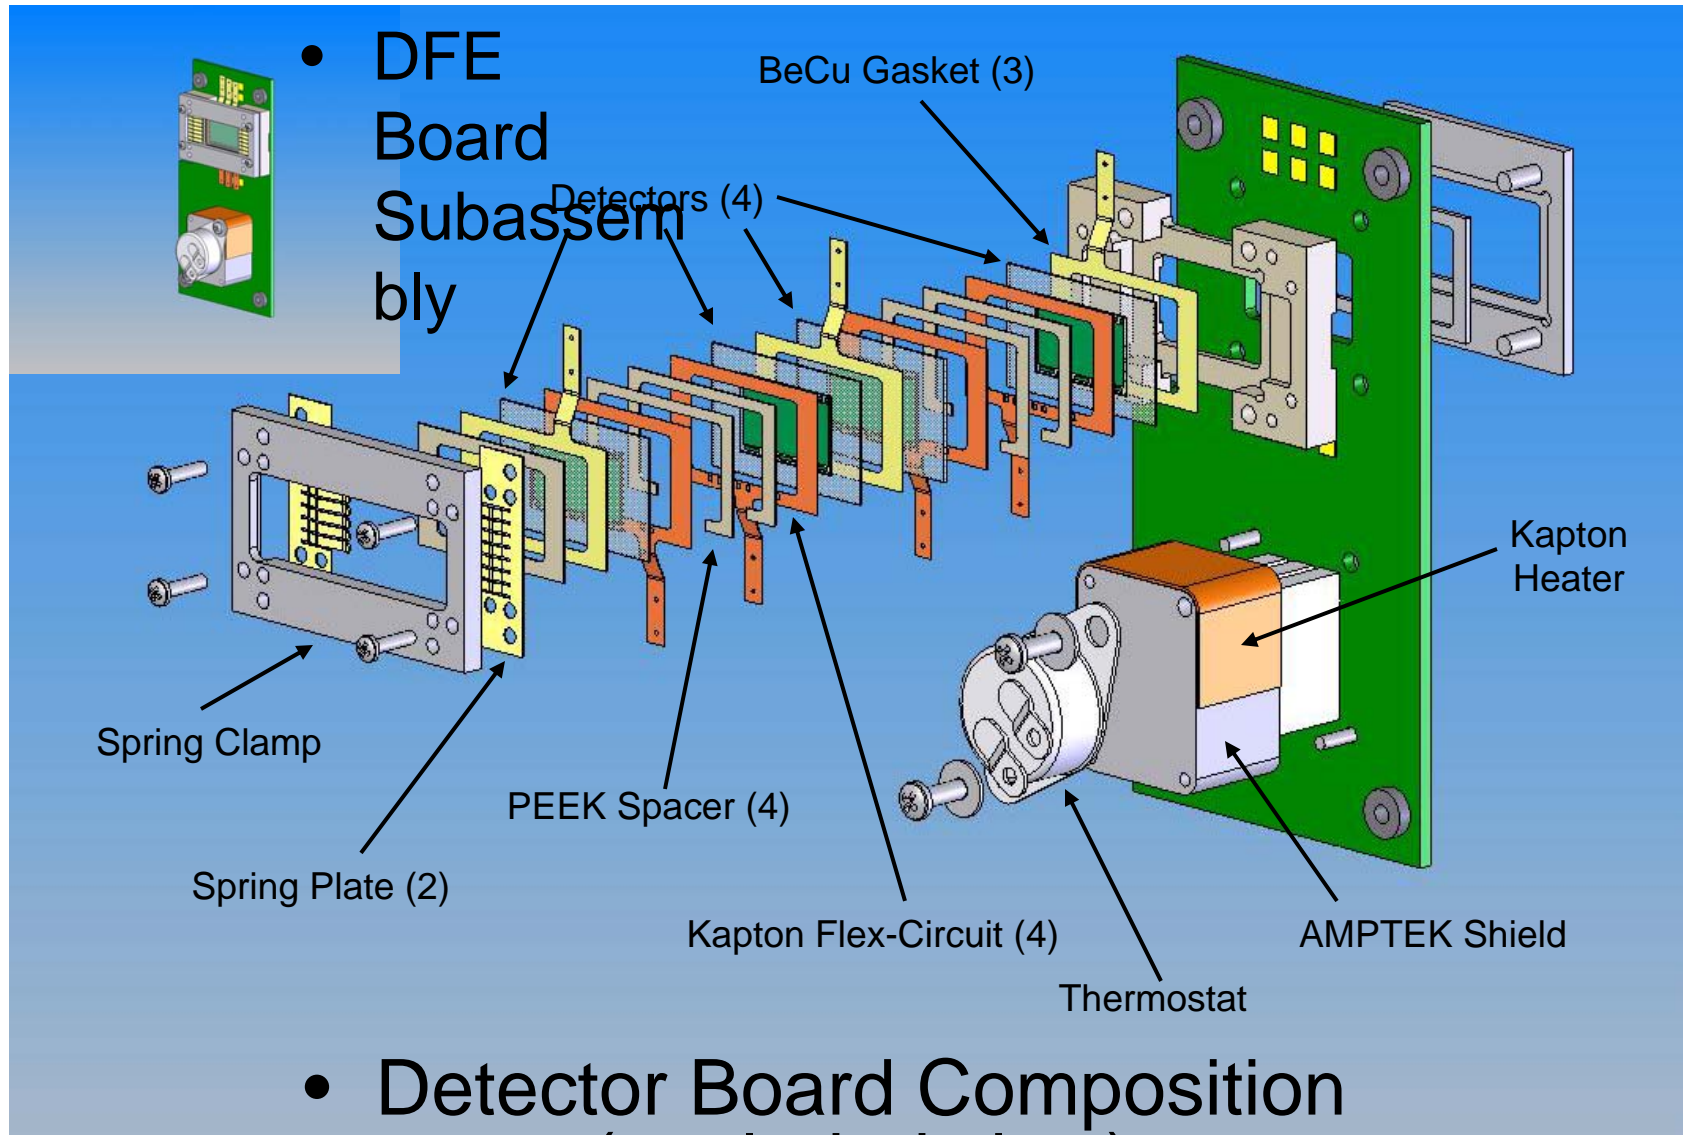 • DFE
Board
Subassem
bly
BeCu Gasket (3)
Detectors (4)
Kapton
Heater
Spring Clamp
PEEK Spacer (4)
Spring Plate (2)
Kapton Flex-Circuit (4)
AMPTEK Shield
Thermostat
• Detector Board Composition